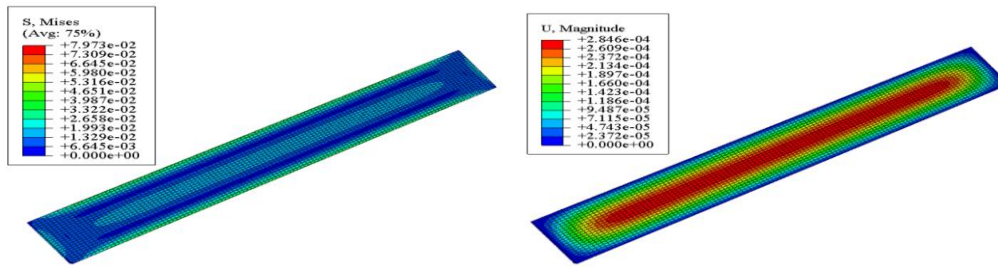 S, Mises
(Avg: 75%)
+7.973e-02
+7.309e-02
+6.645e-02
+5.980e-02
+5.316e-02
+4.651e-02
+3.987e-02
+3.322e-02
+2.658e-02
+1.993e-02
+1.329e-02
+6.645e-03
+0.000e+00
U, Magnitude
+2.846e-04
+2.609e-04
+2.372e-04
+2.134e-04
+1.897e-04
+1.660e-04
+1.423e-04
+1.186e-04
+9.487e-05
+7.115e-05
+4.743e-05
+2.372e-05
+0.000e+00